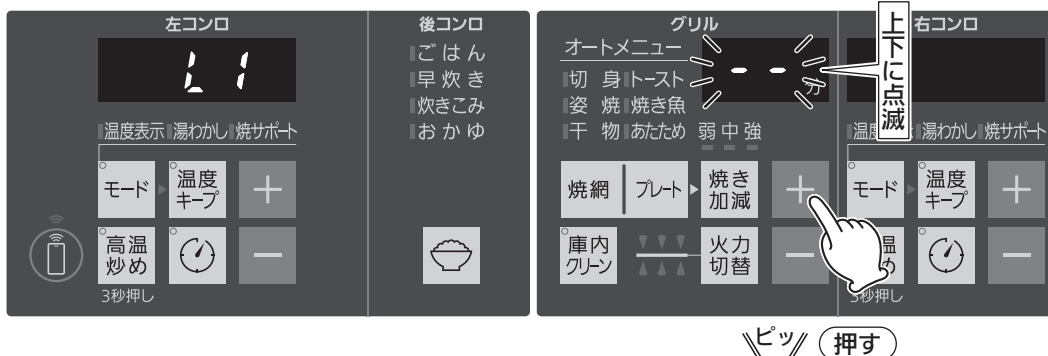 左コンロ
L1
温度表示 湯わかし 焼サポート
モード
温度キープ
+
高温炒め
−
3秒押し
後コンロ
ごはん
早炊き
炊きこみ
おかゆ
グリル
オートメニュー
切身 トースト
姿焼 焼き魚
干物 あたため
-- 分
弱 中 強
焼網 プレート
焼き加減
+
庫内クリーン
火力切替
−
上下に点滅
右コンロ
温度 湯わかし 焼サポート
モード
温度キープ
+
−
3秒押し
ピッ
押す